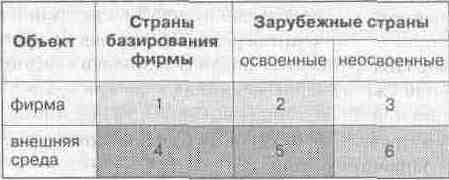 Объект
Страны
базирования
фирмы
Зарубежные страны
освоенные
неосвоенные
фирма
1
2
3
внешняя
среда
4
5
6